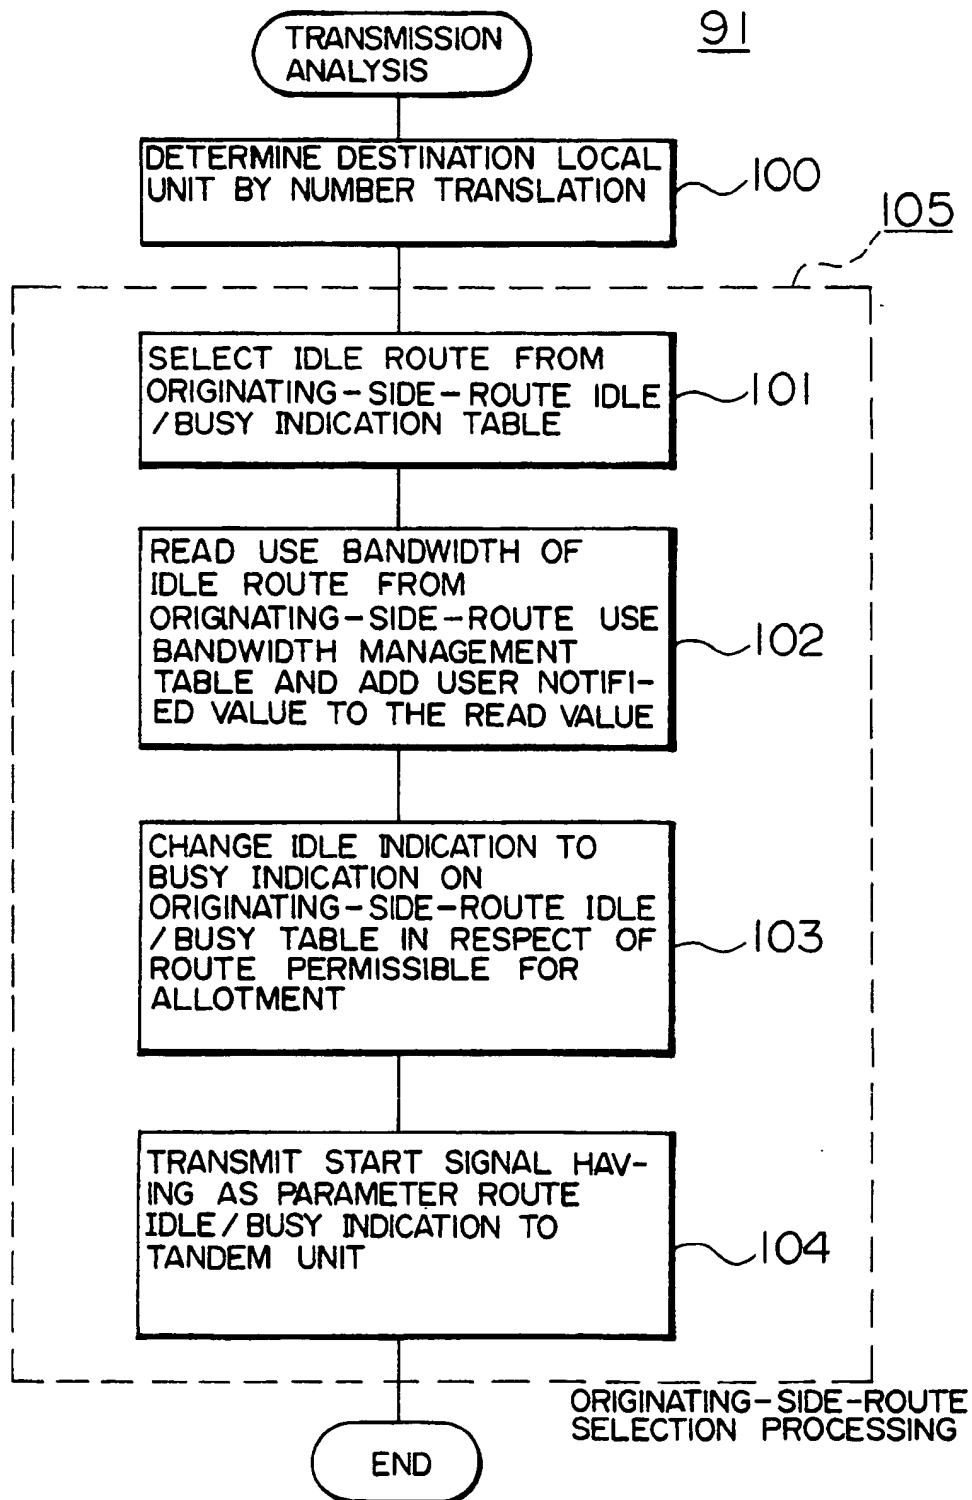 91
TRANSMISSION
ANALYSIS
DETERMINE DESTINATION LOCAL
UNIT BY NUMBER TRANSLATION
100
105
SELECT IDLE ROUTE FROM
ORIGINATING-SIDE-ROUTE IDLE
/BUSY INDICATION TABLE
101
READ USE BANDWIDTH OF
IDLE ROUTE FROM
ORIGINATING-SIDE-ROUTE USE
BANDWIDTH MANAGEMENT
TABLE AND ADD USER NOTIFI-
ED VALUE TO THE READ VALUE
102
CHANGE IDLE INDICATION TO
BUSY INDICATION ON
ORIGINATING-SIDE-ROUTE IDLE
/BUSY TABLE IN RESPECT OF
ROUTE PERMISSIBLE FOR
ALLOTMENT
103
TRANSMIT START SIGNAL HAV-
ING AS PARAMETER ROUTE
IDLE/BUSY INDICATION TO
TANDEM UNIT
104
ORIGINATING-SIDE-ROUTE
SELECTION PROCESSING
END